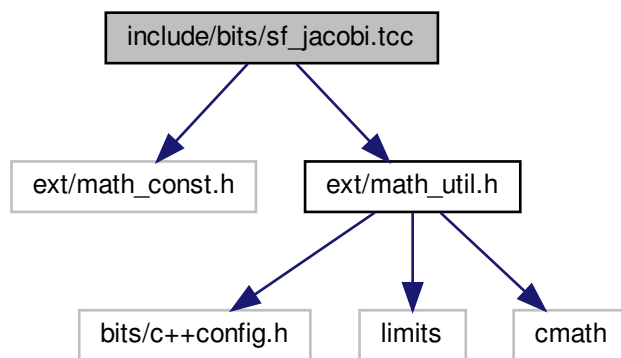 include/bits/sf_jacobi.tcc
ext/math_const.h
ext/math_util.h
bits/c++config.h
limits
cmath